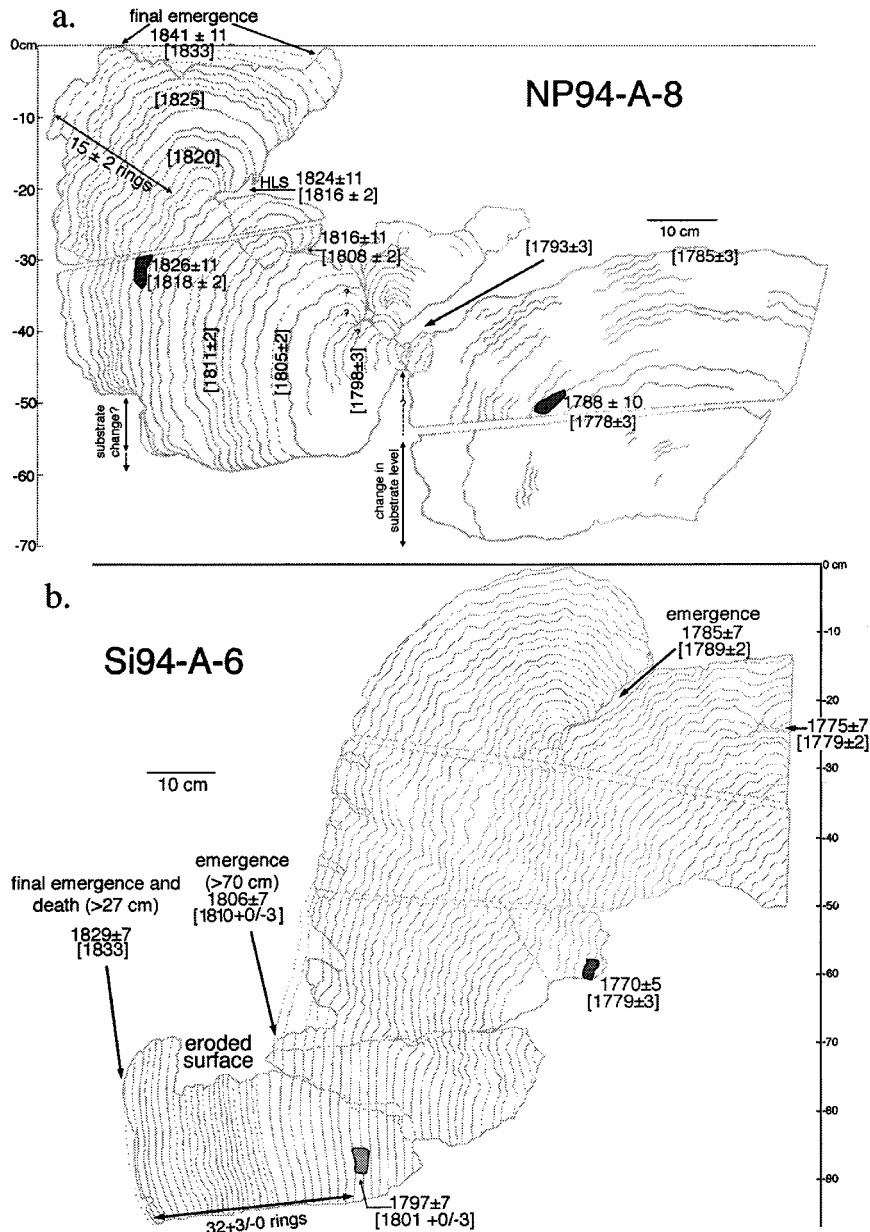 a.
final emergence
1841 ± 11
[1833]
0cm
-10
-20
-30
-40
-50
-60
-70
NP94-A-8
[1825]
15 ± 2 rings
[1820]
HLS
1824±11
[1816 ± 2]
1816±11
[1808 ± 2]
10 cm
[1793±3]
[1785±3]
1826±11
[1818 ± 2]
?
?
?
[1811±2]
[1805±2]
[1798±3]
1788 ± 10
[1778±3]
substrate
change?
?
change in
substrate level
b.
0 cm
-10
-20
-30
-40
-50
-60
-70
-80
-90
Si94-A-6
emergence
1785±7
[1789±2]
1775±7
[1779±2]
10 cm
emergence
(>70 cm)
1806±7
[1810+0/-3]
final emergence and
death (>27 cm)
1829±7
[1833]
1770±5
[1779±3]
eroded
surface
32+3/-0 rings
1797±7
[1801 +0/-3]